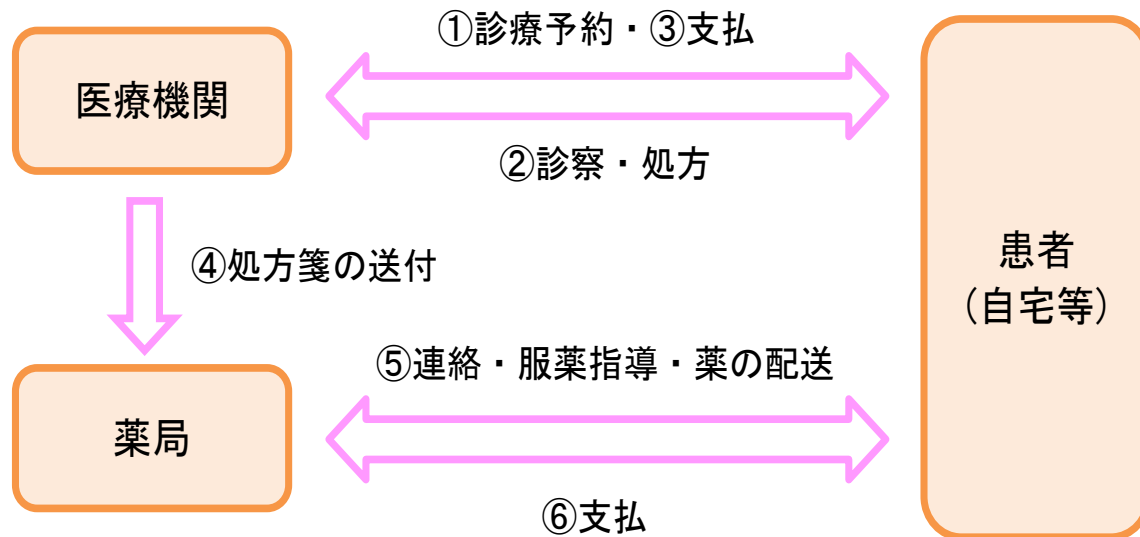 ①診療予約・③支払
医療機関
②診察・処方
④処方箋の送付
患者
（自宅等）
⑤連絡・服薬指導・薬の配送
薬局
⑥支払